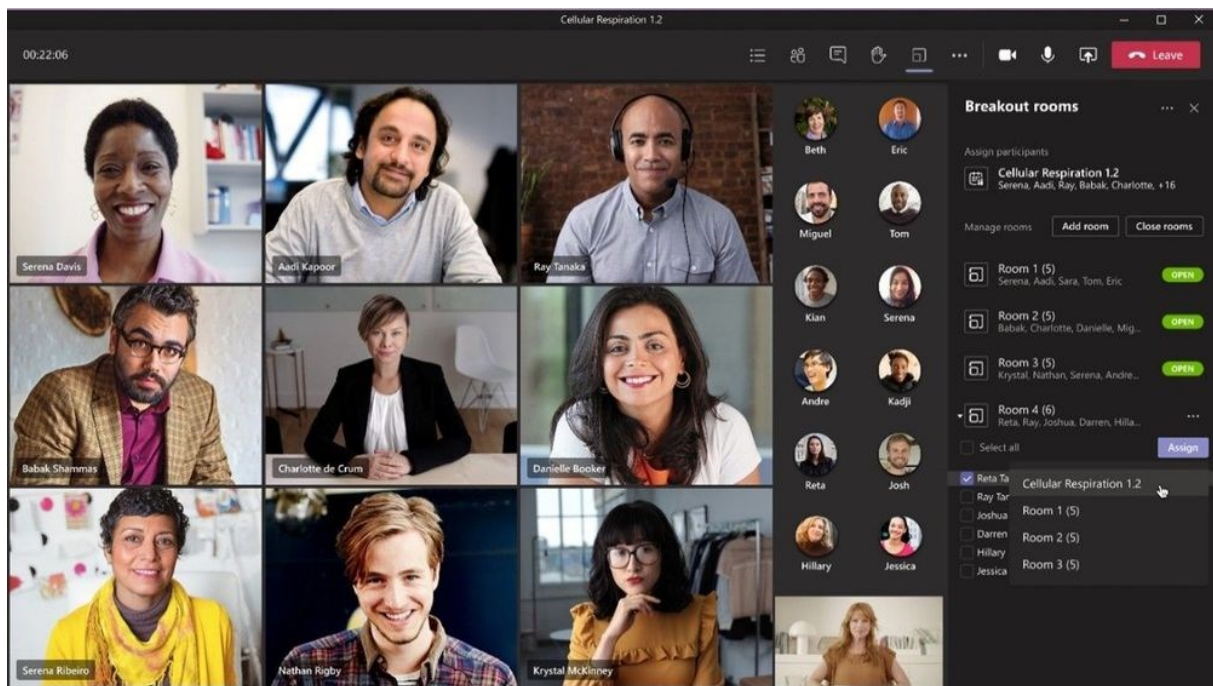 Cellular Respiration 1.2
00:22:06
Leave
Serena Davis
Aadi Kapoor
Ray Tanaka
Babak Shammas
Charlotte de Crum
Danielle Booker
Serena Ribeiro
Nathan Rigby
Krystal McKinney
Beth
Eric
Miguel
Tom
Kian
Serena
Andre
Kadji
Reta
Josh
Hillary
Jessica
Breakout rooms
Assign participants
Cellular Respiration 1.2
Serena, Aadi, Ray, Babak, Charlotte, +16
Manage rooms
Add room
Close rooms
Room 1 (5)
Serena, Aadi, Sara, Tom, Eric
OPEN
Room 2 (5)
Babak, Charlotte, Danielle, Mig...
OPEN
Room 3 (5)
Krystal, Nathan, Serena, Andre...
OPEN
Room 4 (6)
Reta, Ray, Joshua, Darren, Hilla...
Select all
Assign
Reta Ta
Ray Tar
Joshua
Darren
Hillary
Jessica
Cellular Respiration 1.2
Room 1 (5)
Room 2 (5)
Room 3 (5)